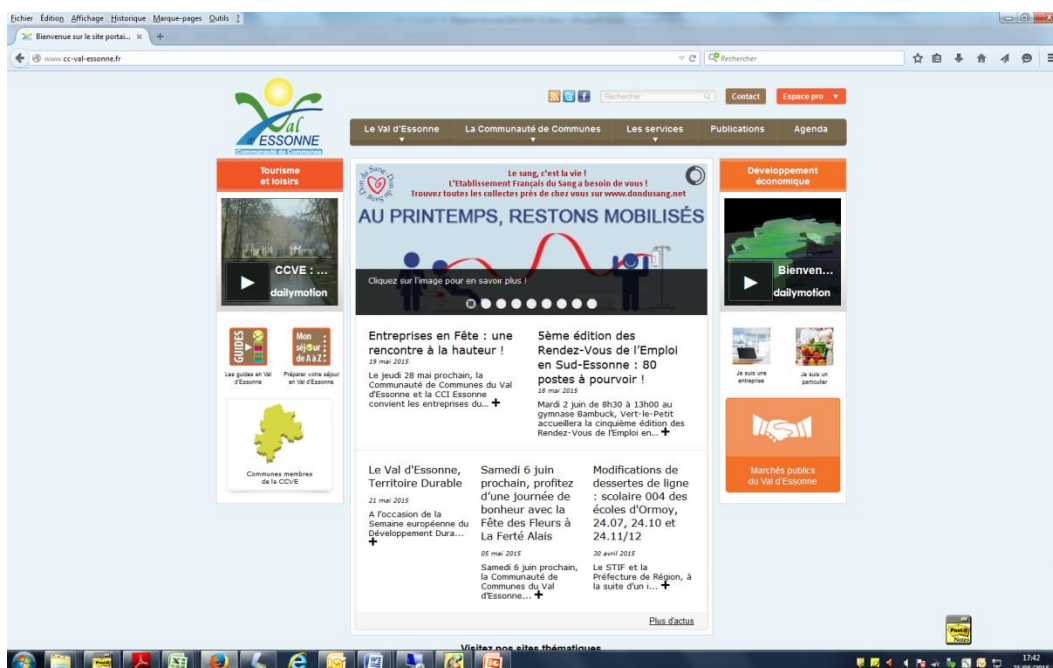 Fichier Édition Affichage Historique Marque-pages Outils ?
Bienvenue sur le site portai... × +
www.cc-val-essonne.fr
Rechercher
Val
d'ESSONNE
Communauté de Communes
Rechercher
Contact
Espace pro
Le Val d'Essonne
La Communauté de Communes
Les services
Publications
Agenda
Tourisme
et loisirs
CCVE : ...
dailymotion
GUIDES
Les guides en Val
d'Essonne
Mon
séjour
de A à Z
Préparer votre séjour
en Val d'Essonne
Communes membres
de la CCVE
Don du Sang
Le sang, c'est la vie !
L'Etablissement Français du Sang a besoin de vous !
Trouvez toutes les collectes près de chez vous sur www.dondusang.net
AU PRINTEMPS, RESTONS MOBILISÉS
Cliquez sur l'image pour en savoir plus !
Entreprises en Fête : une
rencontre à la hauteur !
19 mai 2015
Le jeudi 28 mai prochain, la
Communauté de Communes du Val
d'Essonne et la CCI Essonne
convient les entreprises du... +
5ème édition des
Rendez-Vous de l'Emploi
en Sud-Essonne : 80
postes à pourvoir !
18 mai 2015
Mardi 2 juin de 8h30 à 13h00 au
gymnase Bambuck, Vert-le-Petit
accueillera la cinquième édition des
Rendez-Vous de l'Emploi en... +
Le Val d'Essonne,
Territoire Durable
21 mai 2015
A l'occasion de la
Semaine européenne du
Développement Dura...
+
Samedi 6 juin
prochain, profitez
d'une journée de
bonheur avec la
Fête des Fleurs à
La Ferté Alais
05 mai 2015
Samedi 6 juin prochain,
la Communauté de
Communes du Val
d'Essonne... +
Modifications de
dessertes de ligne
: scolaire 004 des
écoles d'Ormoy,
24.07, 24.10 et
24.11/12
30 avril 2015
Le STIF et la
Préfecture de Région, à
la suite d'un i... +
Plus d'actus
Développement
économique
Bienven...
dailymotion
Je suis une
entreprise
Je suis un
particulier
Marchés publics
du Val d'Essonne
Visitez nos sites thématiques
Post-it
Notes
17:42